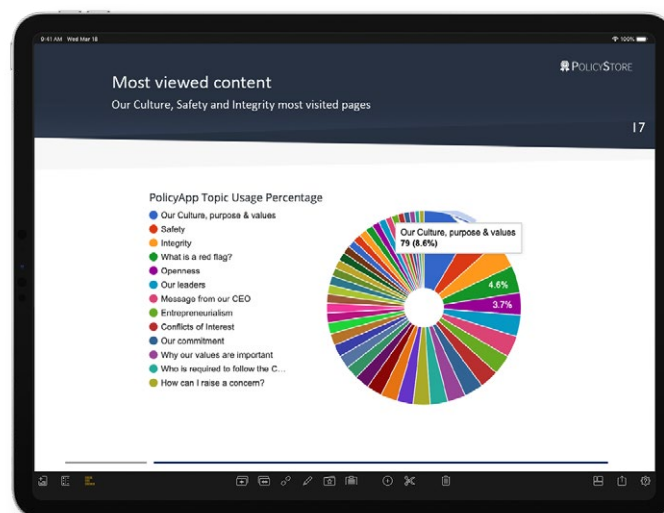 9:41 AM Wed Mar 18
100%
POLICYSTORE
Most viewed content
Our Culture, Safety and Integrity most visited pages
17
PolicyApp Topic Usage Percentage
Our Culture, purpose & values
Safety
Integrity
What is a red flag?
Openness
Our leaders
Message from our CEO
Entrepreneurialism
Conflicts of Interest
Our commitment
Why our values are important
Who is required to follow the C...
How can I raise a concern?
Our Culture, purpose & values
79 (8.6%)
4.6%
3.7%